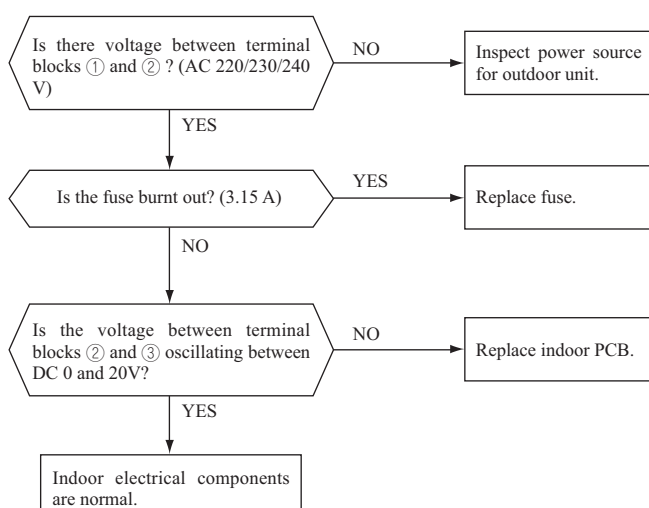 Is there voltage between terminal
blocks ① and ② ? (AC 220/230/240
V)
NO
Inspect power source
for outdoor unit.
YES
Is the fuse burnt out? (3.15 A)
YES
Replace fuse.
NO
Is the voltage between terminal
blocks ② and ③ oscillating between
DC 0 and 20V?
NO
Replace indoor PCB.
YES
Indoor electrical components
are normal.